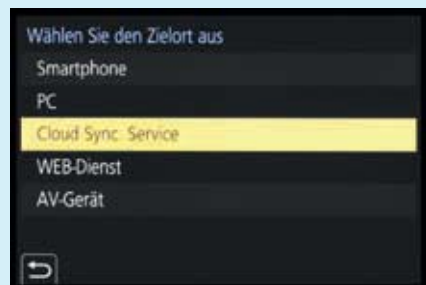 Wählen Sie den Zielort aus
Smartphone
PC
Cloud Sync. Service
WEB-Dienst
AV-Gerät